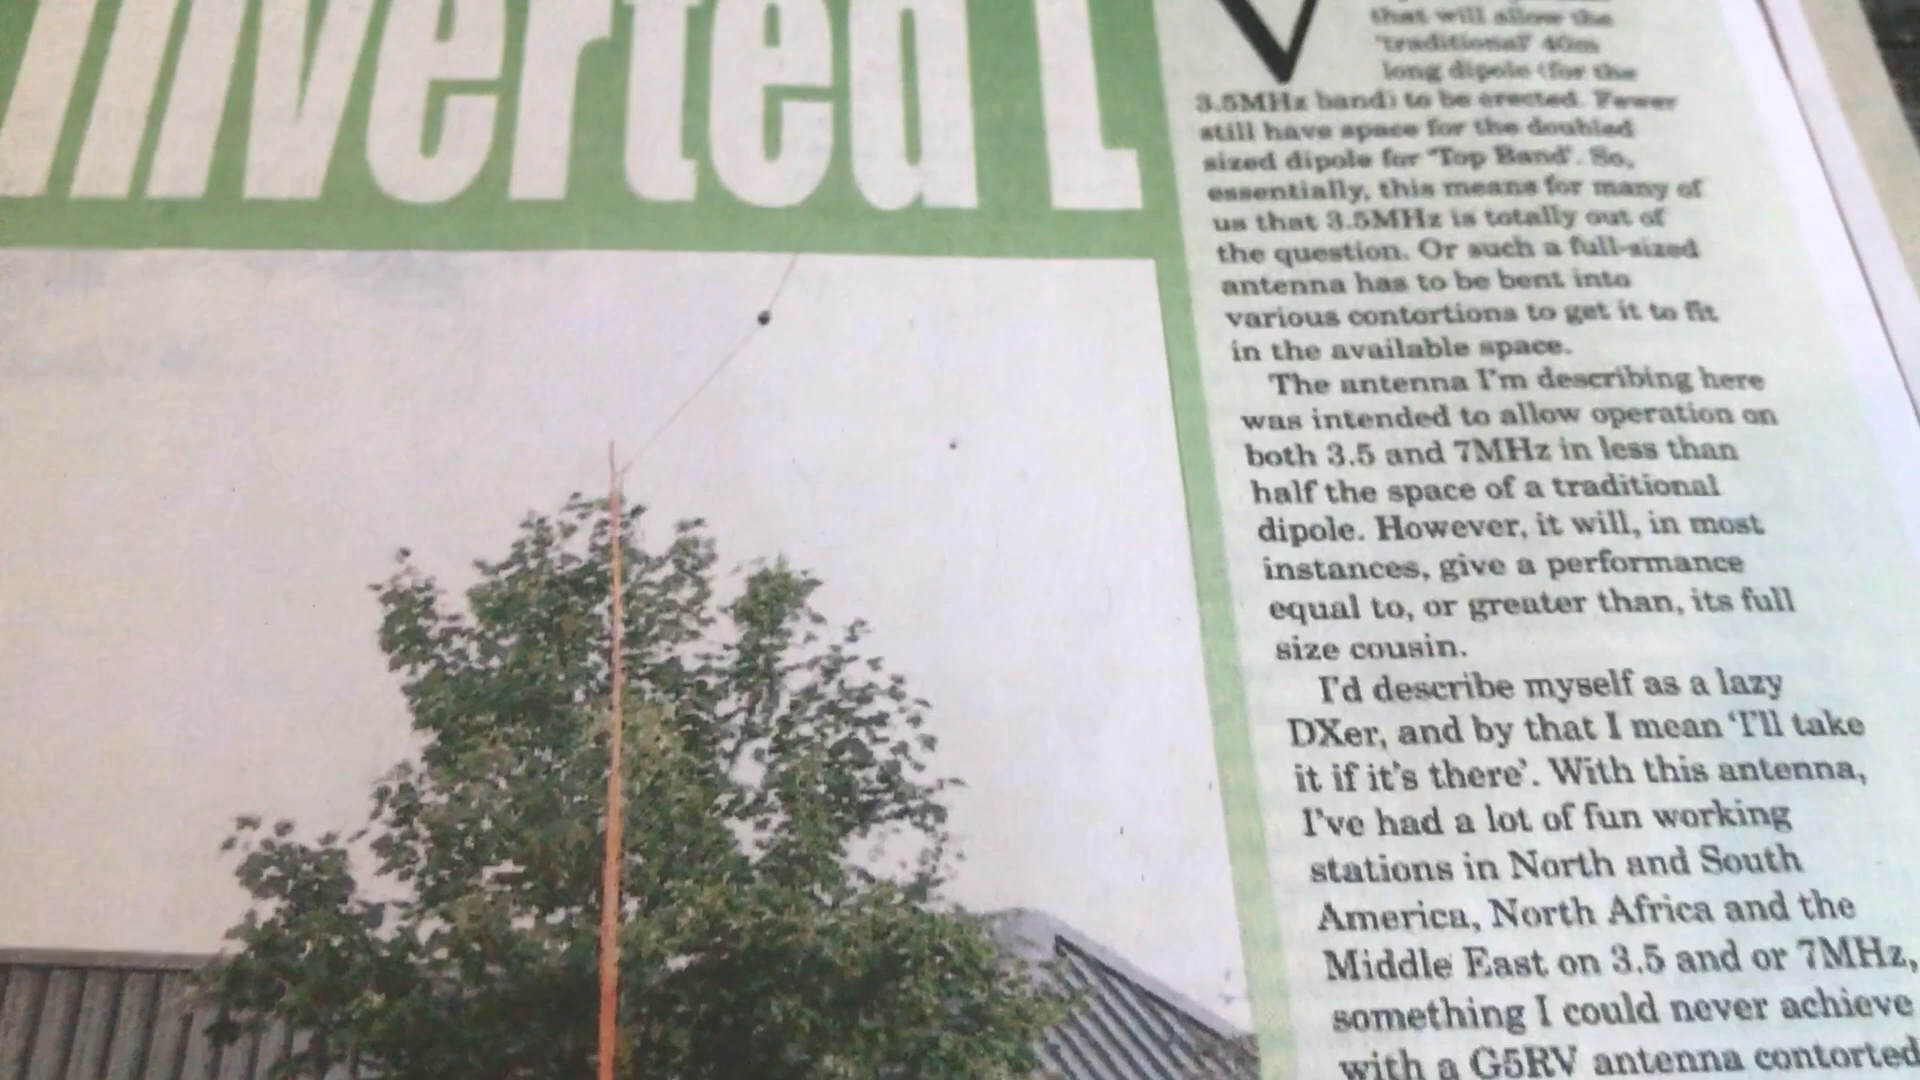 Inverted L
V
that will allow the
'traditional' 40m
long dipole (for the
3.5MHz band) to be erected. Fewer
still have space for the doubled
sized dipole for 'Top Band'. So,
essentially, this means for many of
us that 3.5MHz is totally out of
the question. Or such a full-sized
antenna has to be bent into
various contortions to get it to fit
in the available space.
The antenna I'm describing here
was intended to allow operation on
both 3.5 and 7MHz in less than
half the space of a traditional
dipole. However, it will, in most
instances, give a performance
equal to, or greater than, its full
size cousin.
I'd describe myself as a lazy
DXer, and by that I mean 'I'll take
it if it's there'. With this antenna,
I've had a lot of fun working
stations in North and South
America, North Africa and the
Middle East on 3.5 and or 7MHz,
something I could never achieve
with a G5RV antenna contorted